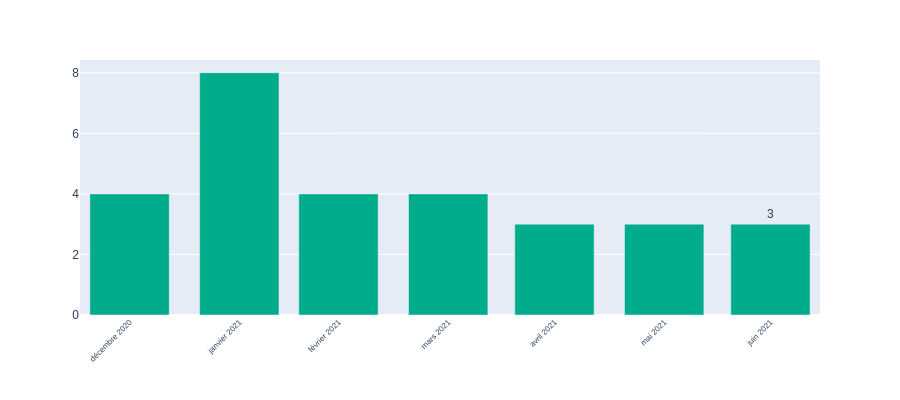 8
6
4
2
0
3
décembre 2020
janvier 2021
février 2021
mars 2021
avril 2021
mai 2021
juin 2021